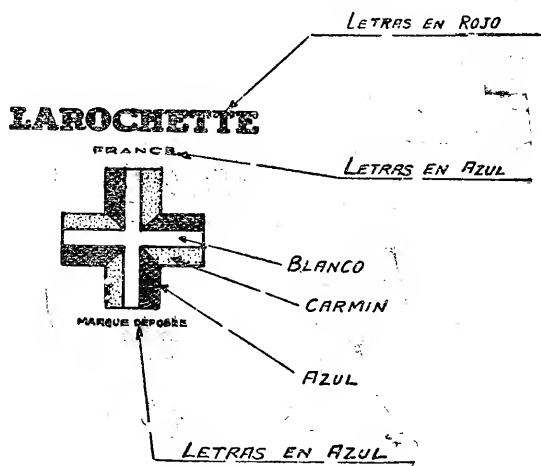 LETRAS EN ROJO
LAROCHETTE
FRANCE
LETRAS EN AZUL
BLANCO
CARMIN
MARQUE DÉPOSÉE
AZUL
LETRAS EN AZUL